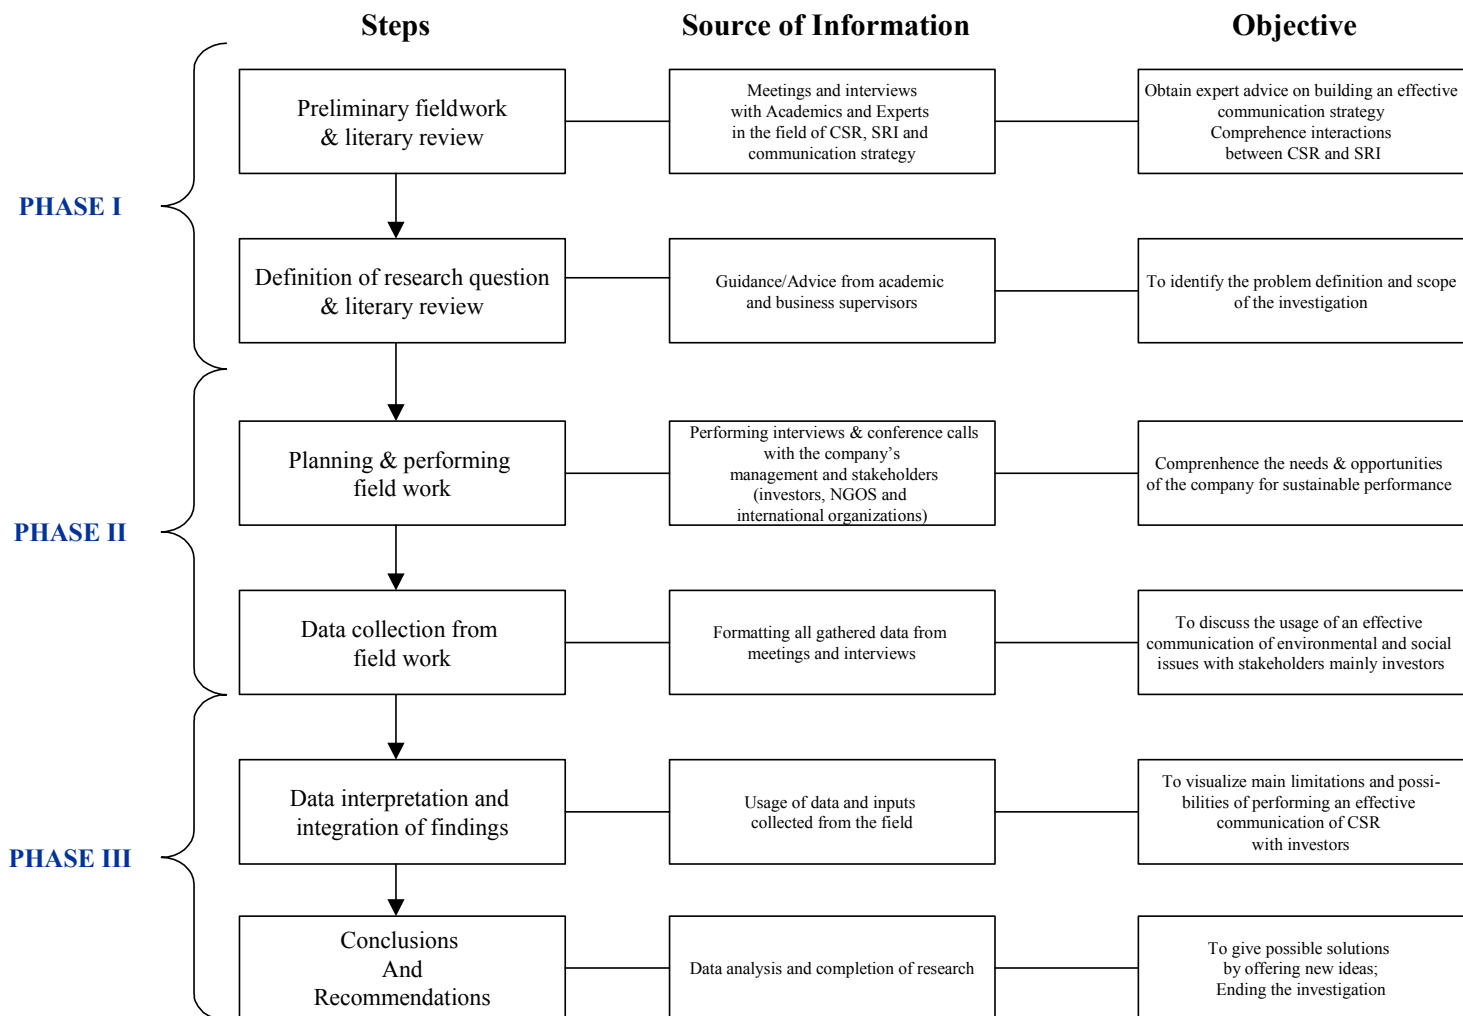 Steps
Source of Information
Objective
PHASE I
Preliminary fieldwork
& literary review
Meetings and interviews
with Academics and Experts
in the field of CSR, SRI and
communication strategy
Obtain expert advice on building an effective
communication strategy
Comprehence interactions
between CSR and SRI
Definition of research question
& literary review
Guidance/Advice from academic
and business supervisors
To identify the problem definition and scope
of the investigation
PHASE II
Planning & performing
field work
Performing interviews & conference calls
with the company’s
management and stakeholders
(investors, NGOS and
international organizations)
Comprenhence the needs & opportunities
of the company for sustainable performance
Data collection from
field work
Formatting all gathered data from
meetings and interviews
To discuss the usage of an effective
communication of environmental and social
issues with stakeholders mainly investors
PHASE III
Data interpretation and
integration of findings
Usage of data and inputs
collected from the field
To visualize main limitations and possi-
bilities of performing an effective
communication of CSR
with investors
Conclusions
And
Recommendations
Data analysis and completion of research
To give possible solutions
by offering new ideas;
Ending the investigation